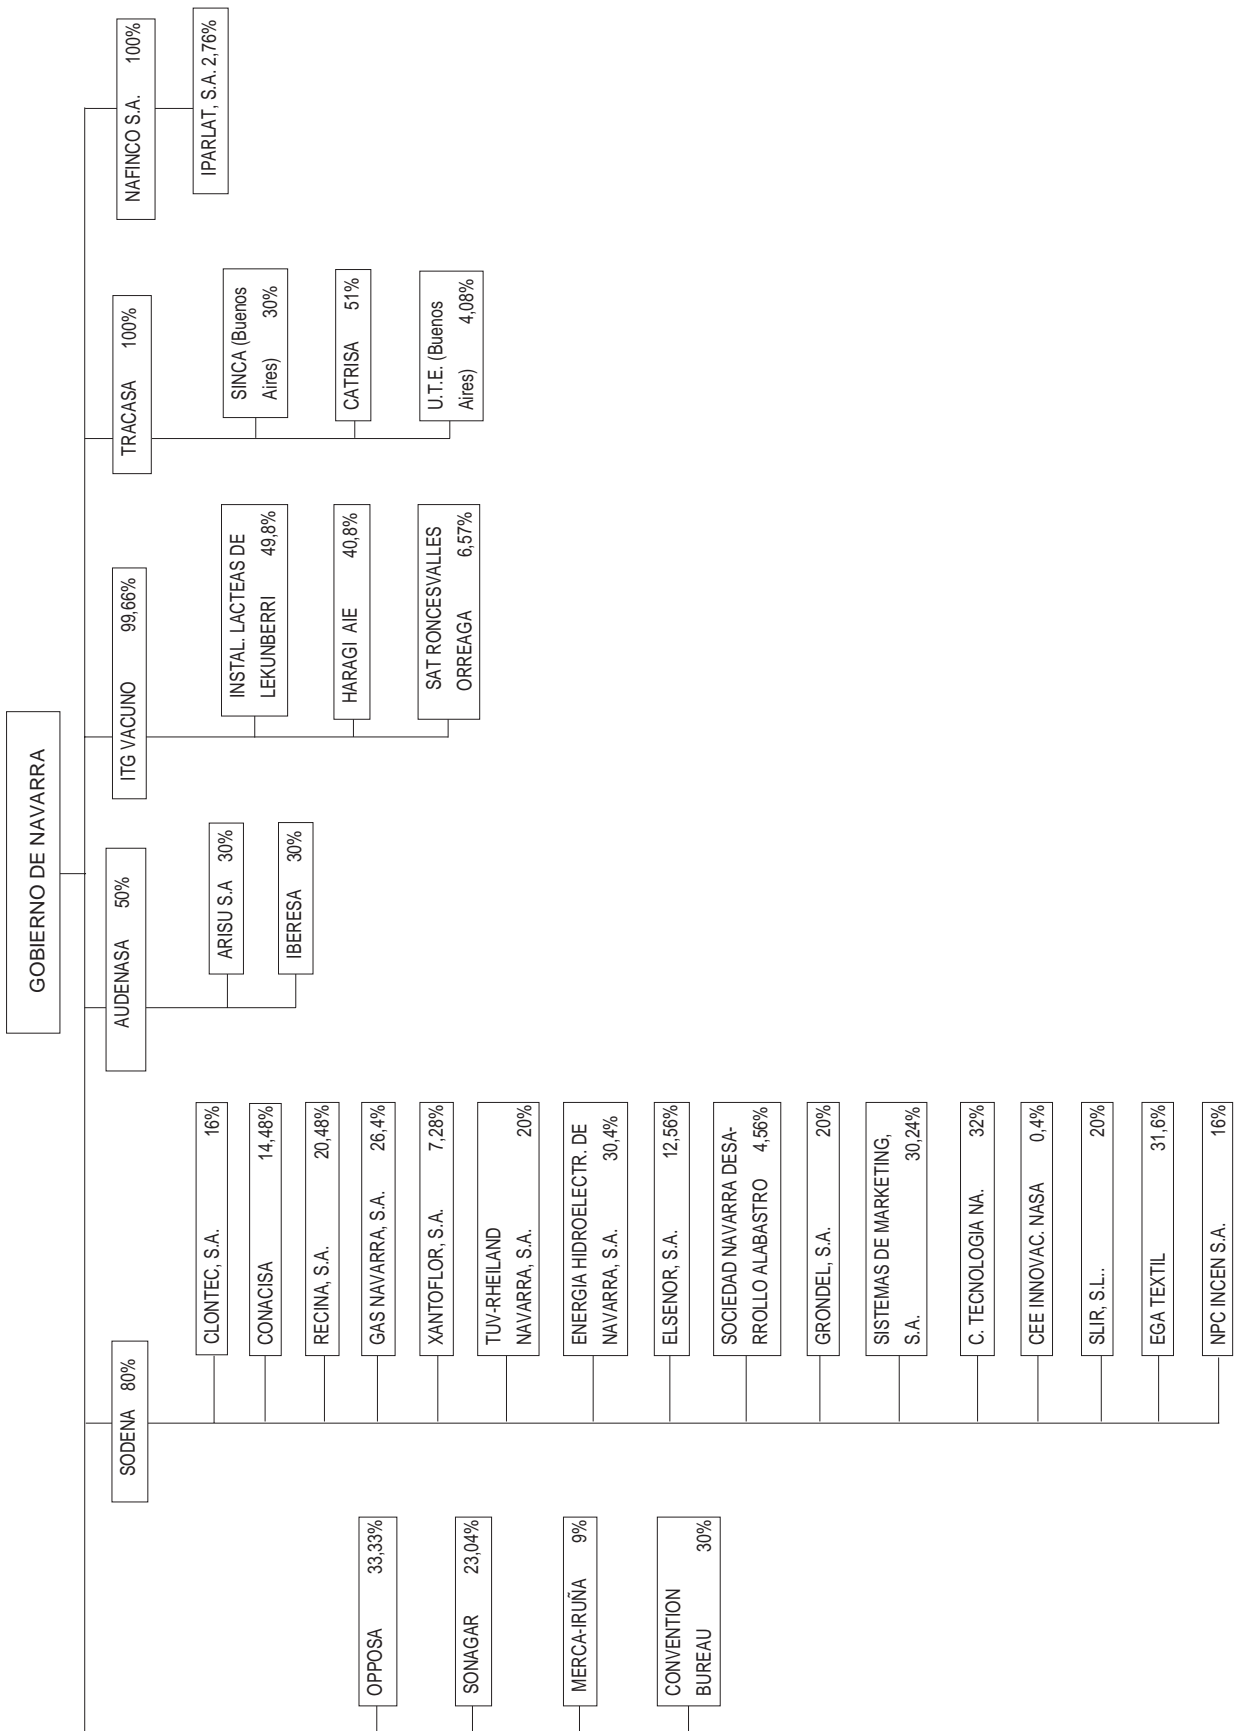 GOBIERNO DE NAVARRA
OPPOSA 33,33%
SONAGAR 23,04%
MERCA-IRUÑA 9%
CONVENTION
BUREAU 30%
SODENA 80%
CLONTEC, S.A. 16%
CONACISA 14,48%
RECINA, S.A. 20,48%
GAS NAVARRA, S.A. 26,4%
XANTOFLOR, S.A. 7,28%
TUV-RHEILAND
NAVARRA, S.A. 20%
ENERGIA HIDROELECTR. DE
NAVARRA, S.A. 30,4%
ELSENOR, S.A. 12,56%
SOCIEDAD NAVARRA DESA-
RROLLO ALABASTRO 4,56%
GRONDEL, S.A. 20%
SISTEMAS DE MARKETING,
S.A. 30,24%
C. TECNOLOGIA NA. 32%
CEE INNOVAC. NASA 0,4%
SLIR, S.L.. 20%
EGA TEXTIL 31,6%
NPC INCEN S.A. 16%
AUDENASA 50%
ARISU S.A 30%
IBERESA 30%
ITG VACUNO 99,66%
INSTAL. LACTEAS DE
LEKUNBERRI 49,8%
HARAGI AIE 40,8%
SAT RONCESVALLES
ORREAGA 6,57%
TRACASA 100%
SINCA (Buenos
Aires) 30%
CATRISA 51%
U.T.E. (Buenos
Aires) 4,08%
NAFINCO S.A. 100%
IPARLAT, S.A. 2,76%